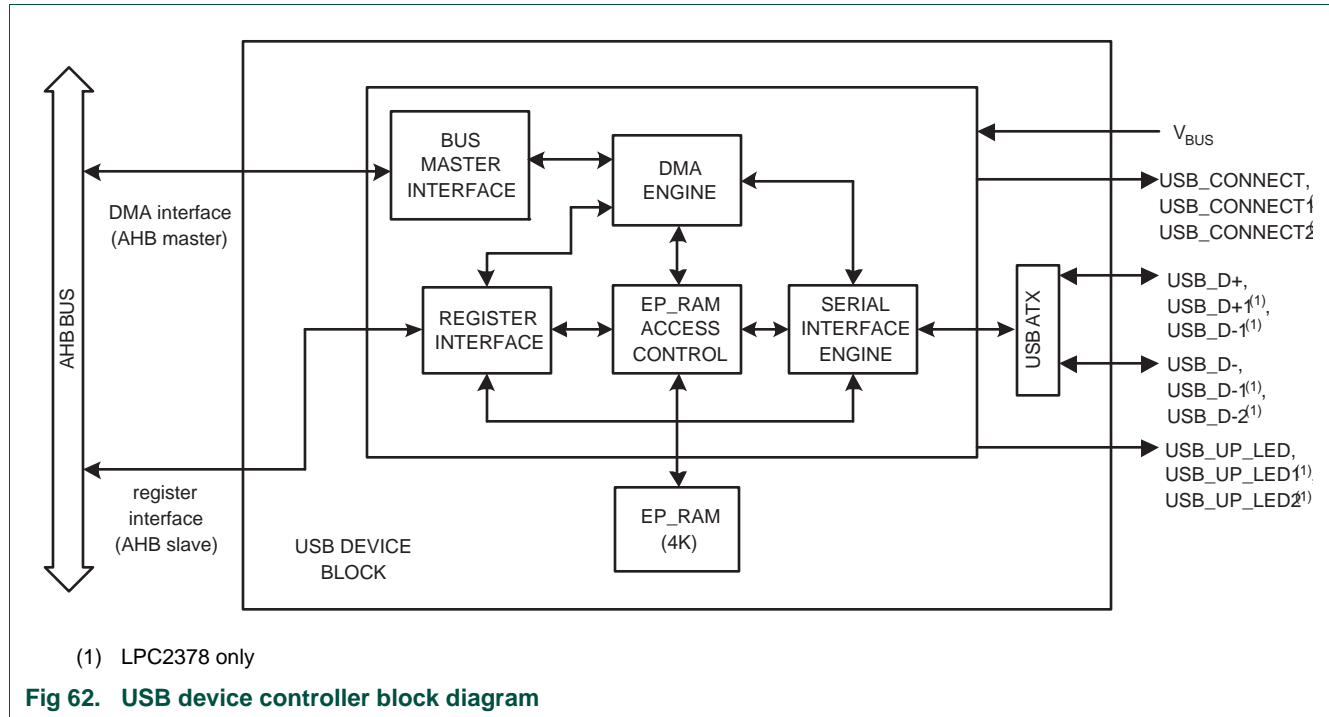 AHB BUS
DMA interface
(AHB master)
register
interface
(AHB slave)
BUS
MASTER
INTERFACE
DMA
ENGINE
REGISTER
INTERFACE
EP_RAM
ACCESS
CONTROL
SERIAL
INTERFACE
ENGINE
EP_RAM
(4K)
USB DEVICE
BLOCK
USB ATX
VBUS
USB_CONNECT,
USB_CONNECT1(
USB_CONNECT2(
USB_D+,
USB_D+1(1),
USB_D-1(1)
USB_D-,
USB_D-1(1),
USB_D-2(1)
USB_UP_LED,
USB_UP_LED1(1),
USB_UP_LED2(1)
(1) LPC2378 only
Fig 62. USB device controller block diagram